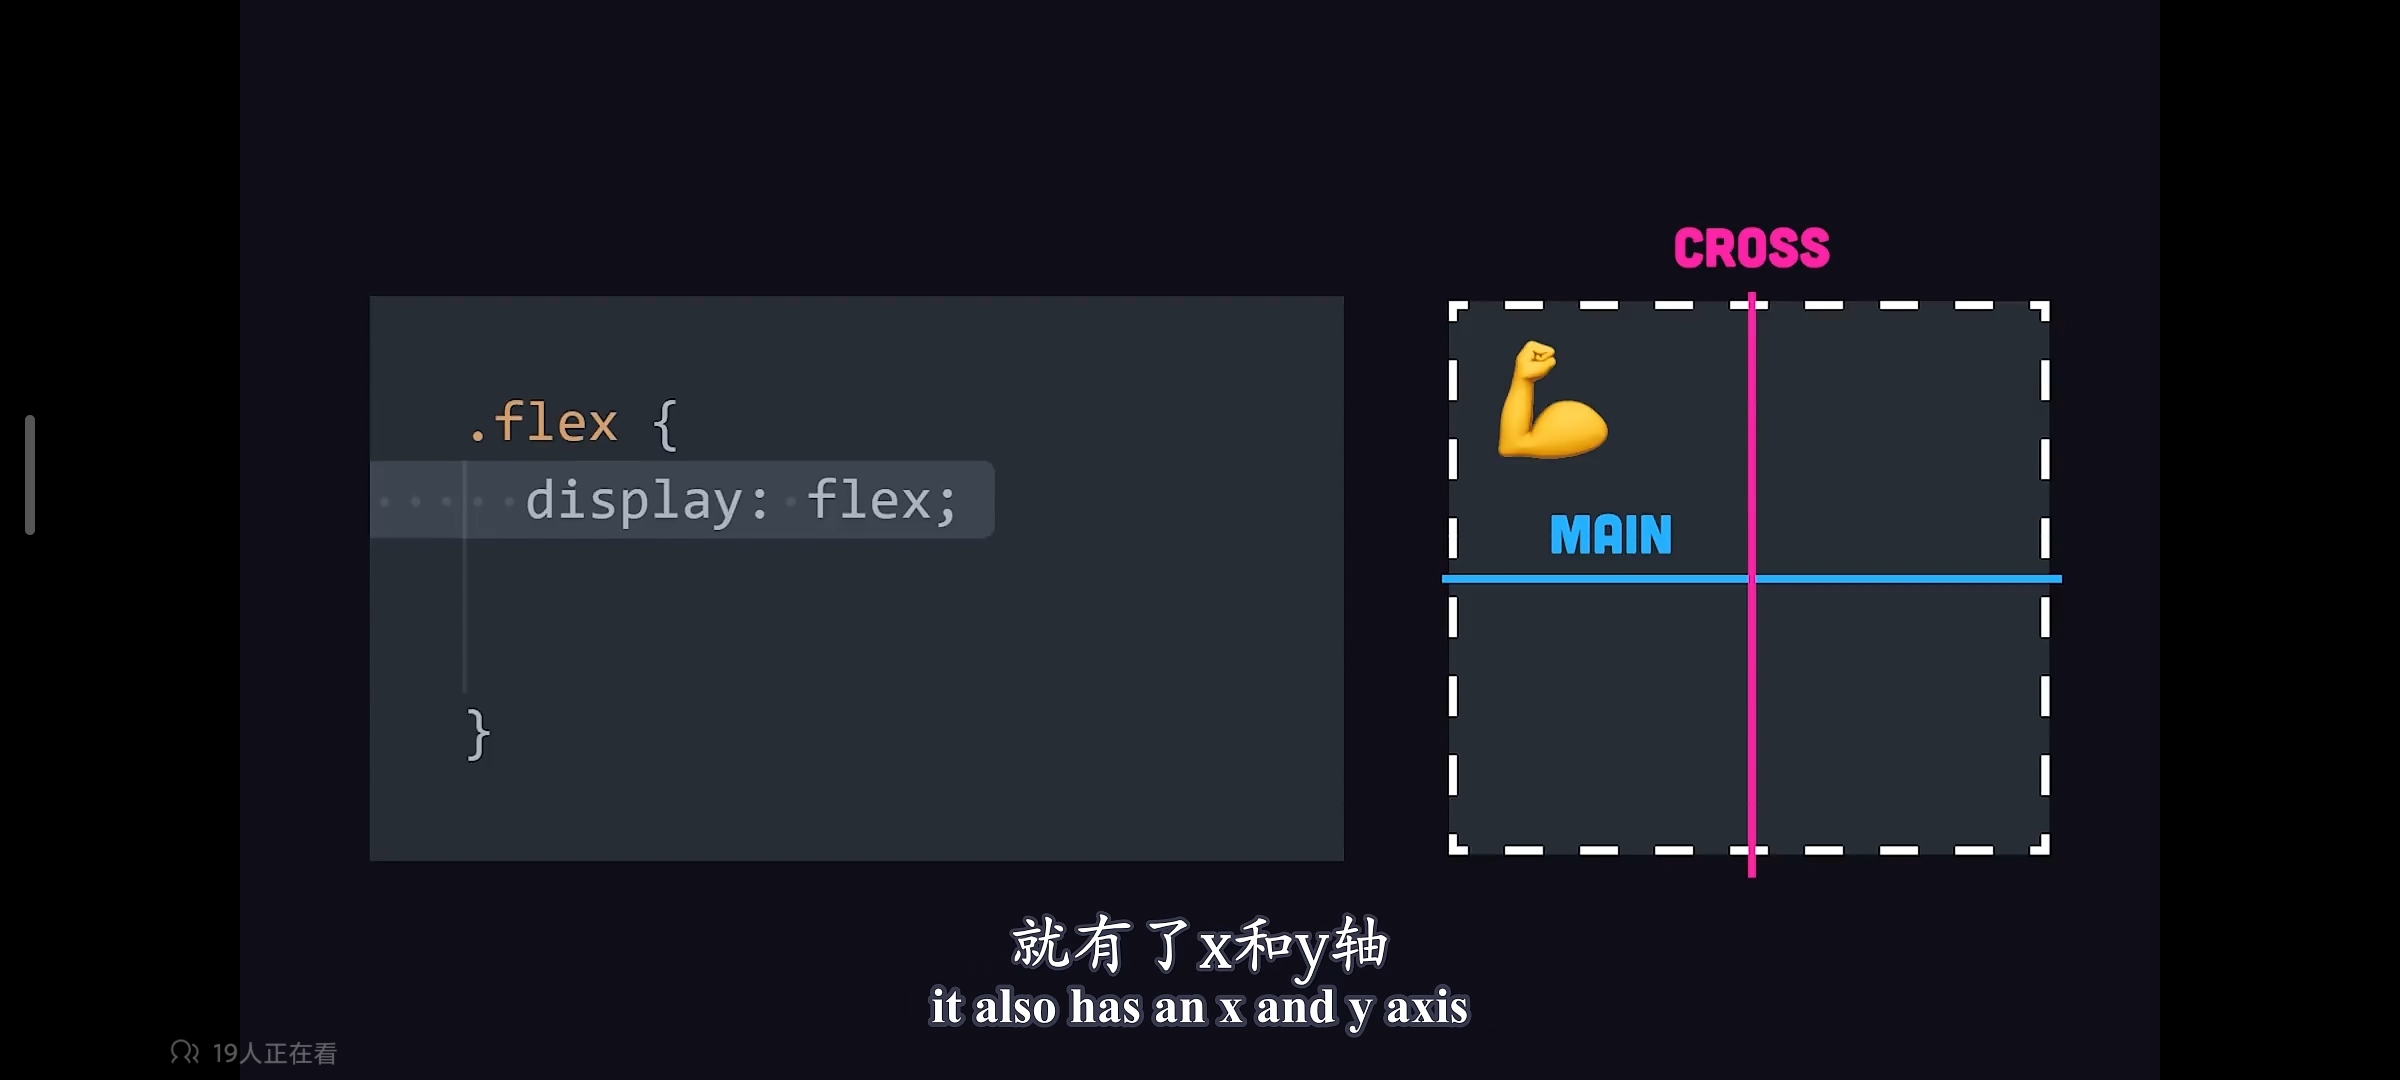 .flex {
display: flex;
}
CROSS
MAIN
就有了x和y轴
it also has an x and y axis
19人正在看